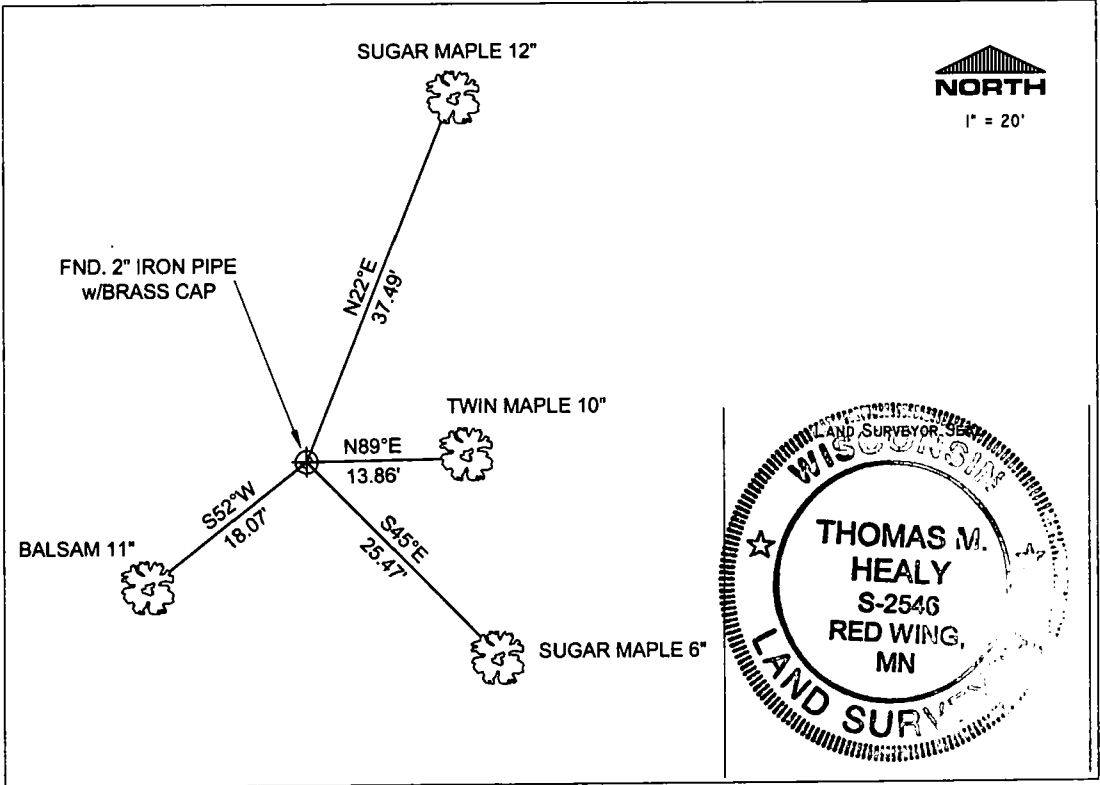 SUGAR MAPLE 12"
NORTH
1" = 20'
FND. 2" IRON PIPE
w/BRASS CAP
N22°E
37.49'
TWIN MAPLE 10"
N89°E
13.86'
S52°W
18.07'
S45°E
25.47'
BALSAM 11"
SUGAR MAPLE 6"
LAND SURVEYOR SEAL
WISCONSIN
THOMAS M.
HEALY
S-2546
RED WING,
MN
LAND SURV